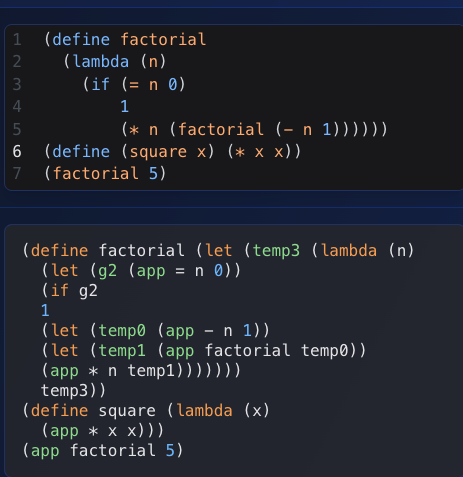 1 (define factorial
2   (lambda (n)
3     (if (= n 0)
4         1
5         (* n (factorial (- n 1))))))
6 (define (square x) (* x x))
7 (factorial 5)
(define factorial (let (temp3 (lambda (n)
  (let (g2 (app = n 0))
  (if g2
  1
  (let (temp0 (app - n 1))
  (let (temp1 (app factorial temp0))
  (app * n temp1)))))))
  temp3))
(define square (lambda (x)
  (app * x x)))
(app factorial 5)